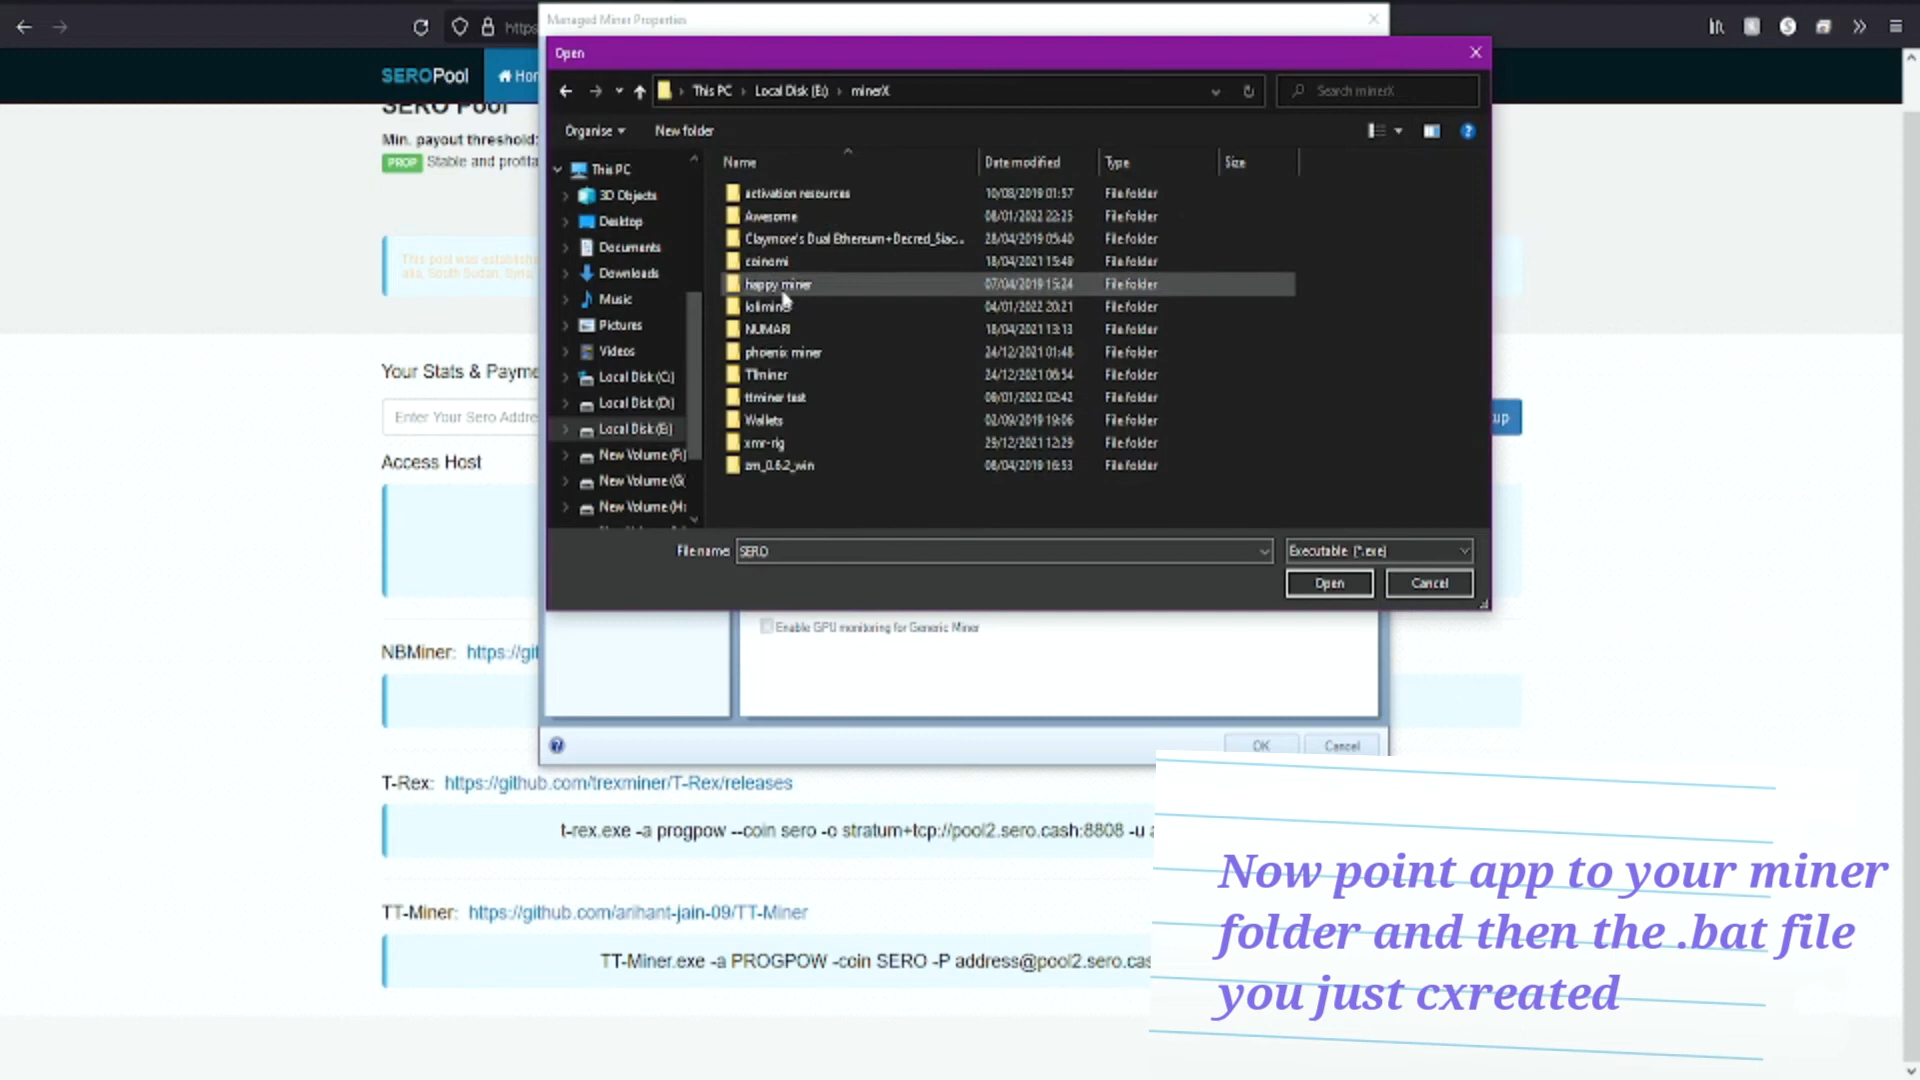 Managed Miner Properties
https
Open
This PC
Local Disk (E:)
minerX
Search minerX
SEROPool
SERO Pool
Min. payout threshold:
PROP
Organise
New folder
Name
Date modified
Type
Size
This PC
3D Objects
Desktop
Documents
Downloads
Music
Pictures
Videos
Local Disk (C:)
Local Disk (D:)
Local Disk (E:)
New Volume (F:)
New Volume (G:
New Volume (H:
activation resources 10/08/2019 01:57 File folder
Awesome 08/01/2022 22:25 File folder
Claymore's Dual Ethereum+Decred_Siac... 28/04/2019 05:40 File folder
coinomi 18/04/2021 15:49 File folder
happy miner 07/04/2019 15:24 File folder
loliminer 04/01/2022 20:21 File folder
NUMARI 18/04/2021 13:13 File folder
phoenix miner 24/12/2021 01:48 File folder
TTminer 24/12/2021 06:54 File folder
ttminer test 09/01/2022 02:42 File folder
Wallets 02/09/2019 19:06 File folder
xmr-rig 29/12/2021 12:29 File folder
zm_0.6.2_win 06/04/2019 16:53 File folder
File name SERO
Executable (*.exe)
Open
Cancel
Your Stats &
Enter Your Sero
Access Host
NBMiner:
Enable GPU monitoring for Generic Miner
OK
Cancel
T-Rex: https://github.com/trexminer/T-Rex/releases
t-rex.exe -a progpow --coin sero -o stratum+tcp://pool2.sero.cash:8808 -u
TT-Miner: https://github.com/arihant-jain-09/TT-Miner
TT-Miner.exe -a PROGPOW -coin SERO -P address@pool2.sero.cas
Now point app to your miner
folder and then the .bat file
you just cxreated